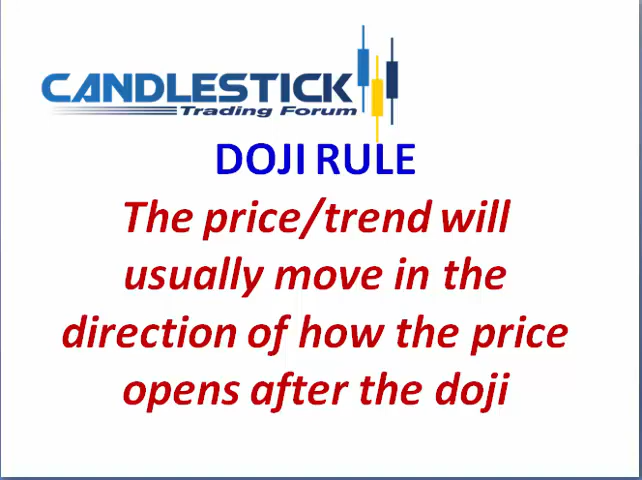 CANDLESTICK
Trading Forum
DOJI RULE
The price/trend will
usually move in the
direction of how the price
opens after the doji